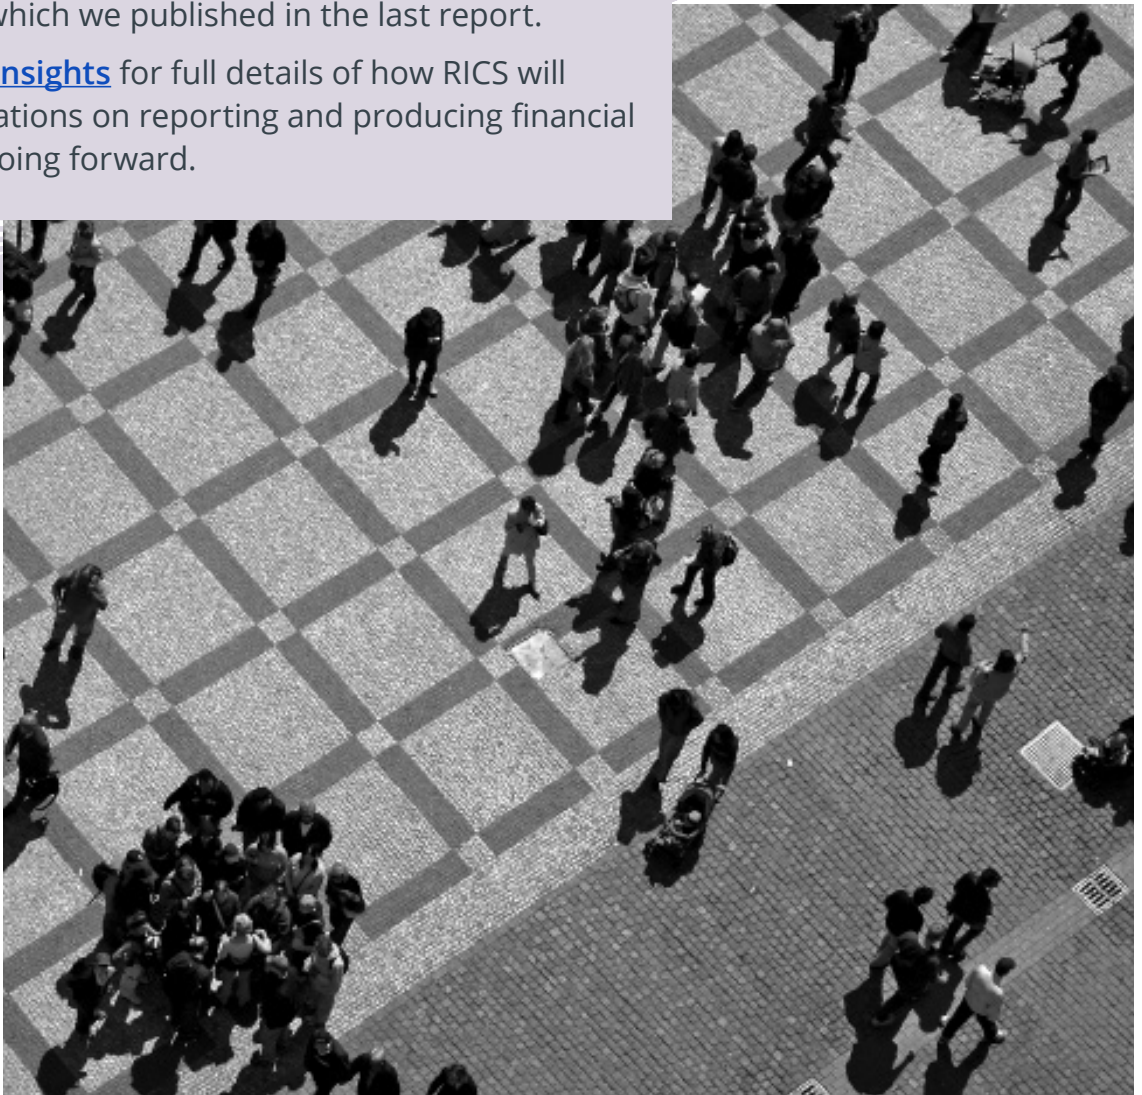 which we published in the last report.
nsights for full details of how RICS will
ations on reporting and producing financial
oing forward.